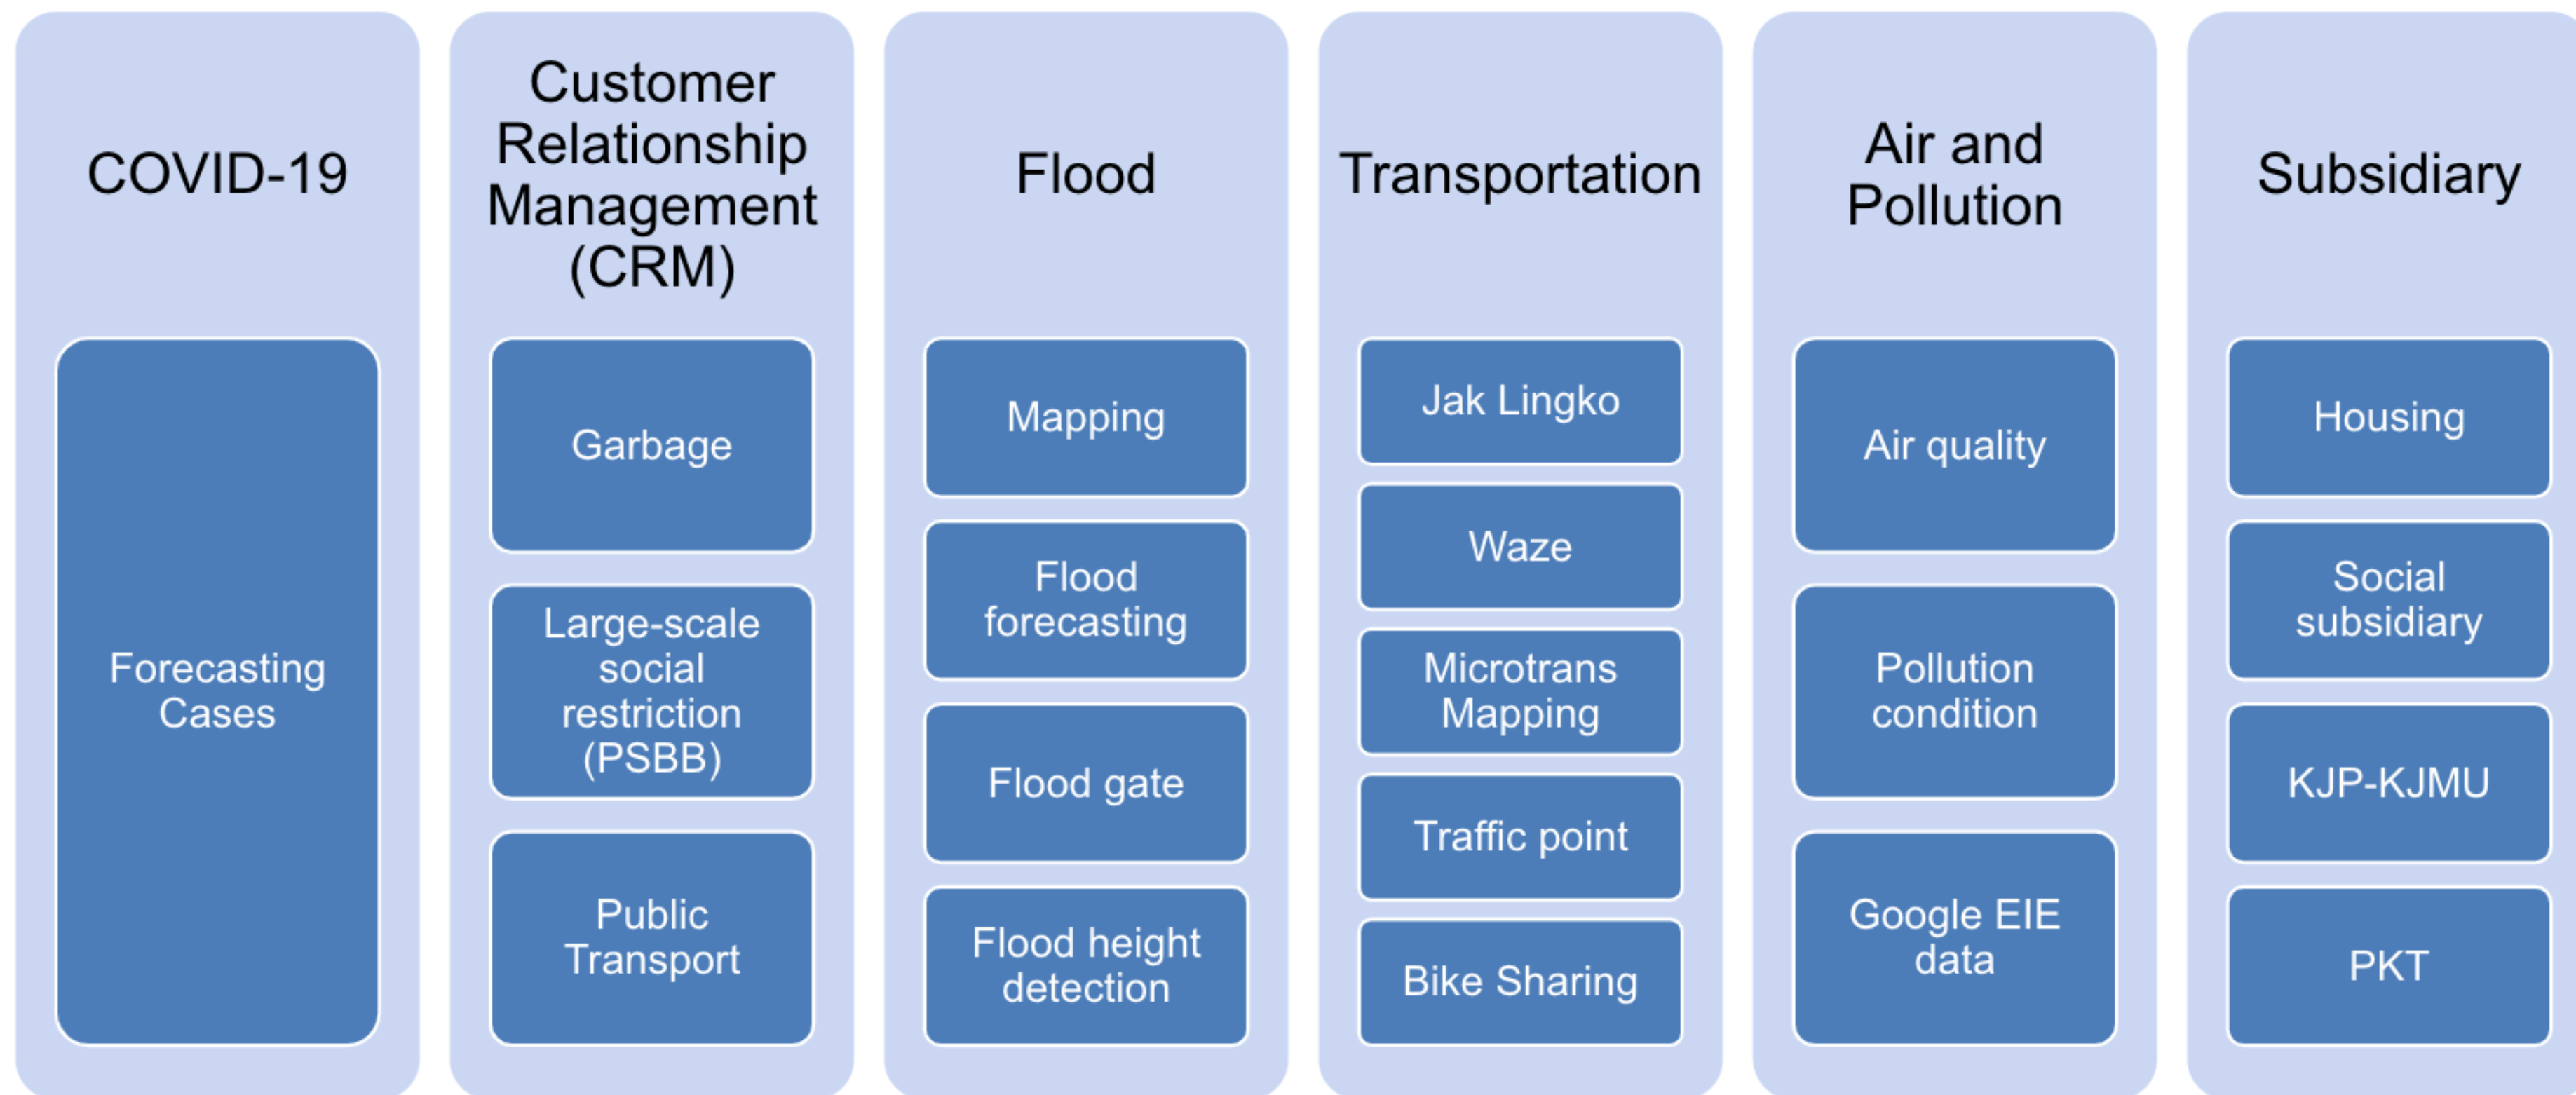 COVID-19
Forecasting
Cases
Customer
Relationship
Management
(CRM)
Garbage
Large-scale
social
restriction
(PSBB)
Public
Transport
Flood
Mapping
Flood
forecasting
Flood gate
Flood height
detection
Transportation
Jak Lingko
Waze
Microtrans
Mapping
Traffic point
Bike Sharing
Air and
Pollution
Air quality
Pollution
condition
Google EIE
data
Subsidiary
Housing
Social
subsidiary
KJP-KJMU
PKT